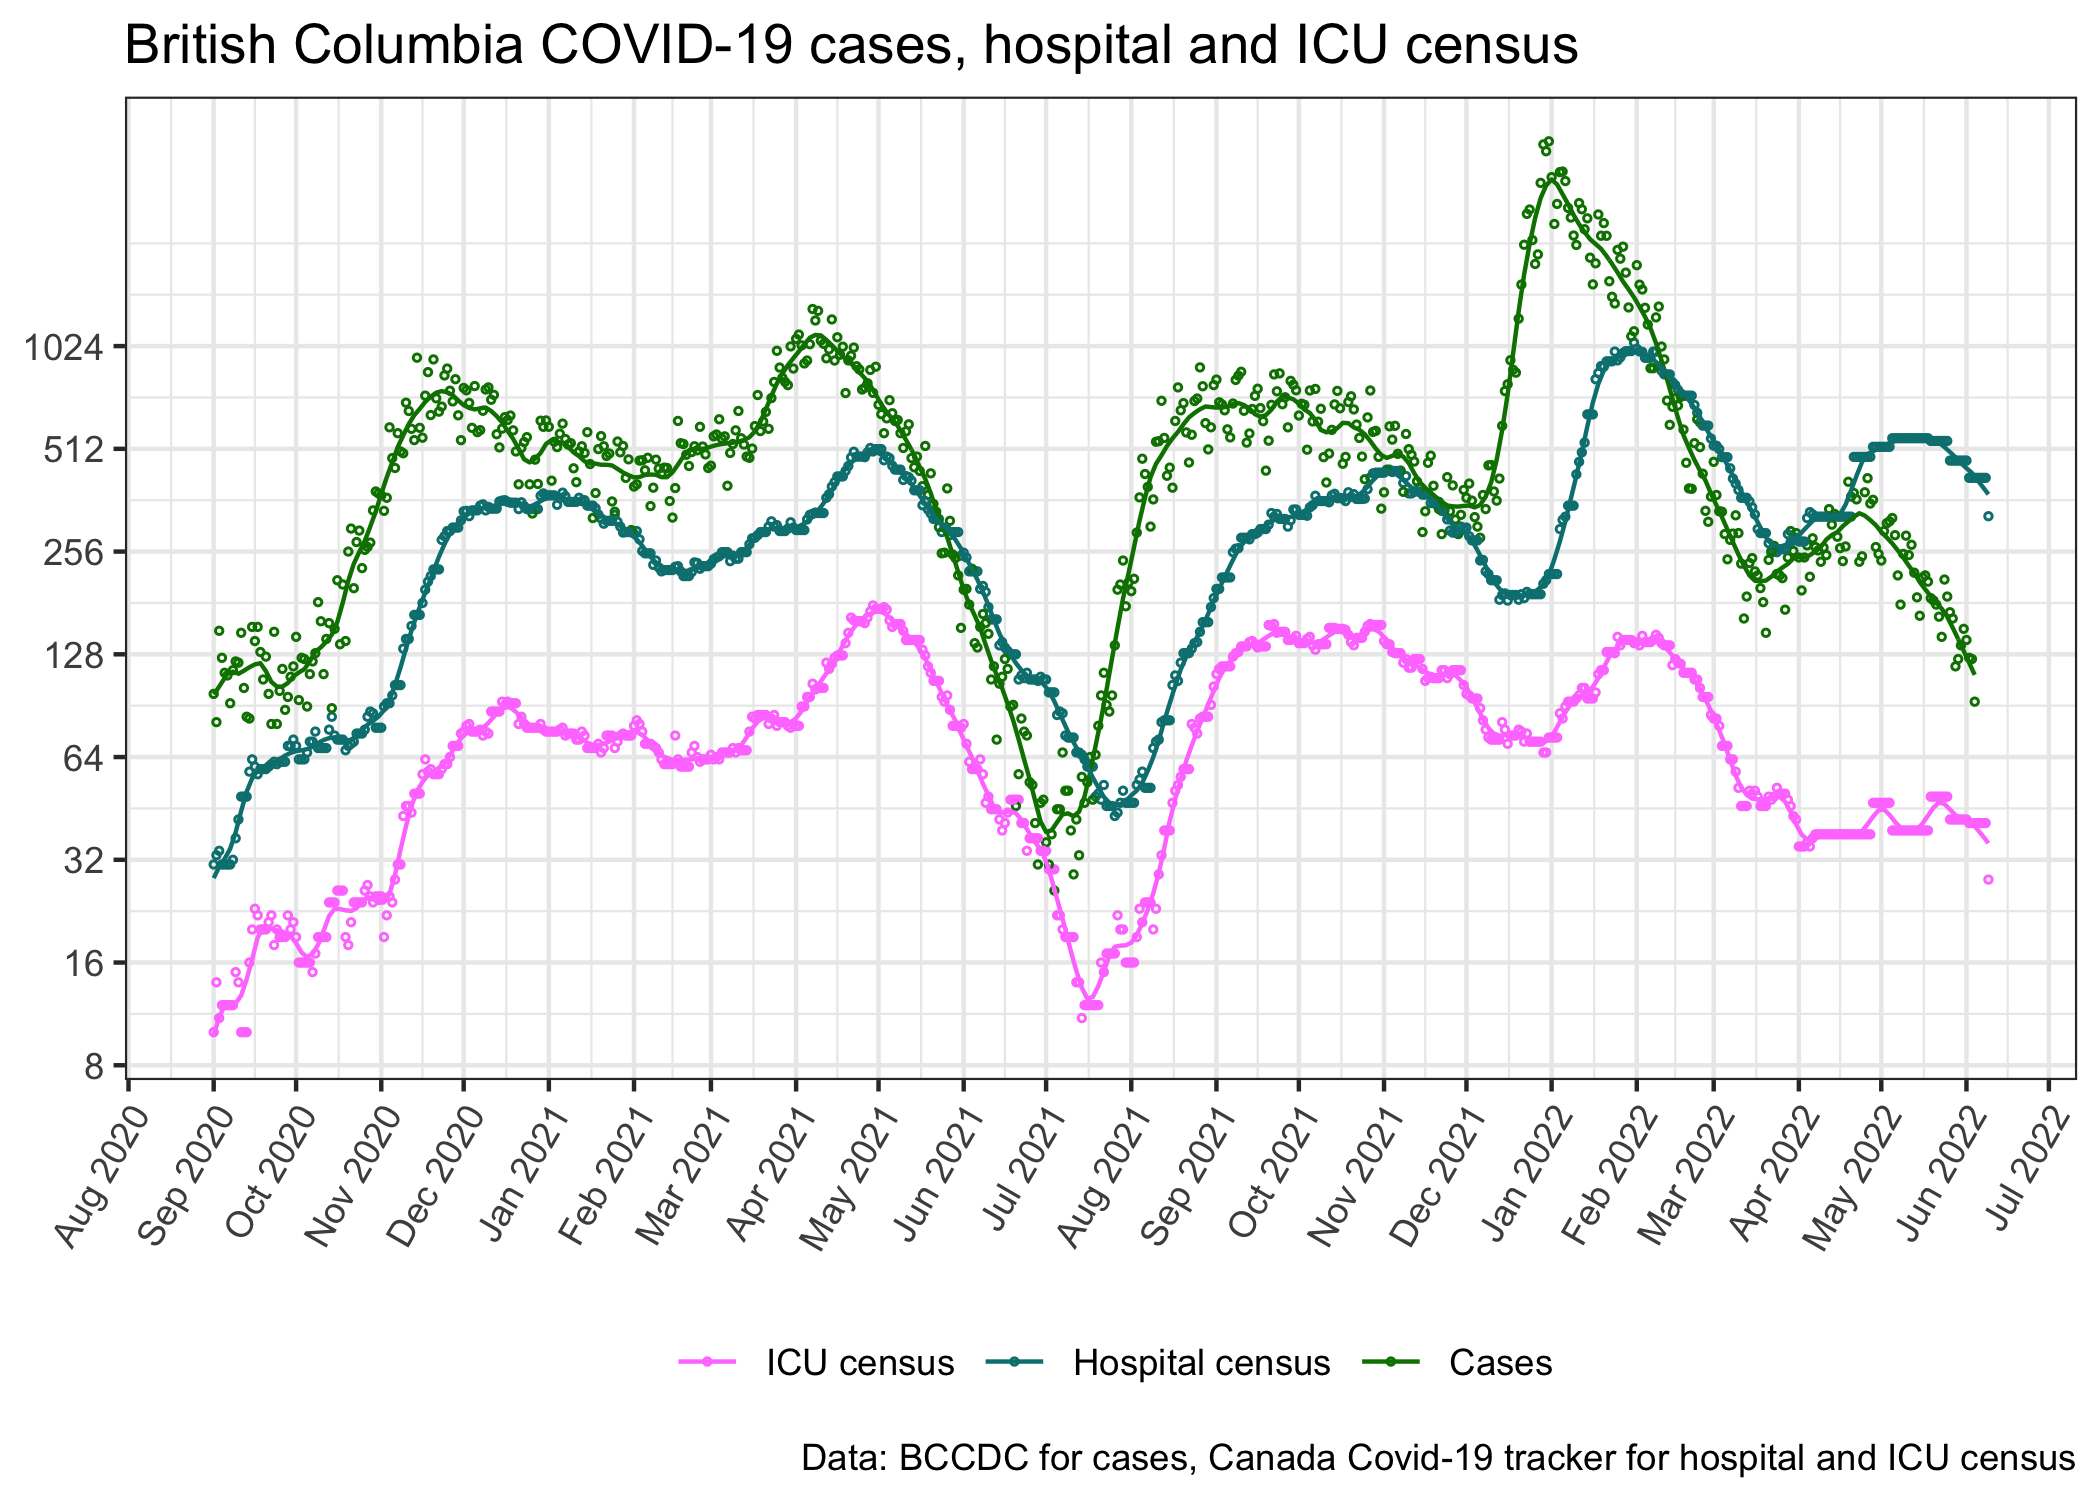 British Columbia COVID-19 cases, hospital and ICU census
1024
512
256
128
64
32
16
8
Aug 2020
Sep 2020
Oct 2020
Nov 2020
Dec 2020
Jan 2021
Feb 2021
Mar 2021
Apr 2021
May 2021
Jun 2021
Jul 2021
Aug 2021
Sep 2021
Oct 2021
Nov 2021
Dec 2021
Jan 2022
Feb 2022
Mar 2022
Apr 2022
May 2022
Jun 2022
Jul 2022
ICU census Hospital census Cases
Data: BCCDC for cases, Canada Covid-19 tracker for hospital and ICU census